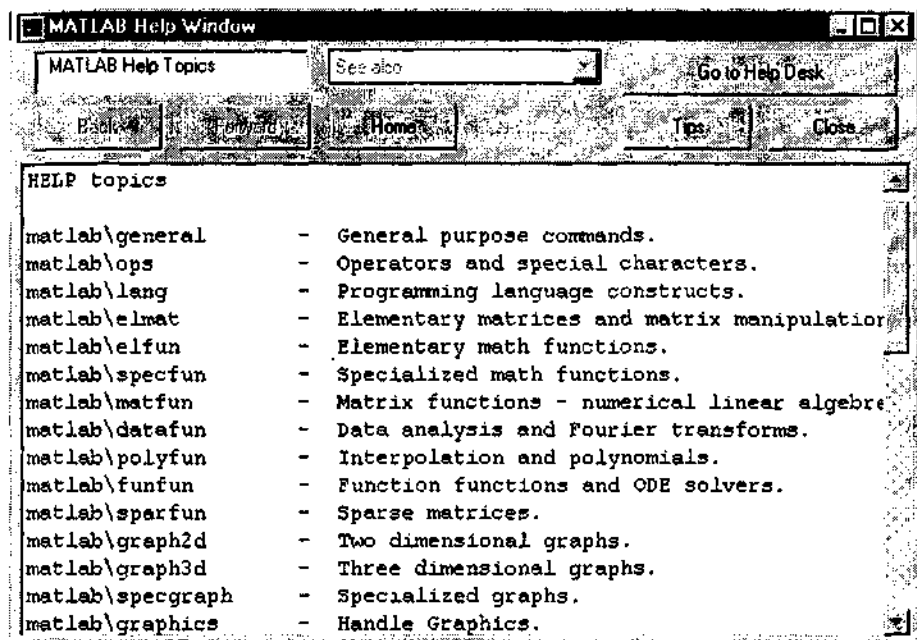 MATLAB Help Window
MATLAB Help Topics
See also
Go to Help Desk
Back
Home
Tips
Close
HELP topics
matlab\general - General purpose commands.
matlab\ops - Operators and special characters.
matlab\lang - Programming language constructs.
matlab\elmat - Elementary matrices and matrix manipulation
matlab\elfun - Elementary math functions.
matlab\specfun - Specialized math functions.
matlab\matfun - Matrix functions - numerical linear algebra
matlab\datafun - Data analysis and Fourier transforms.
matlab\polyfun - Interpolation and polynomials.
matlab\funfun - Function functions and ODE solvers.
matlab\sparfun - Sparse matrices.
matlab\graph2d - Two dimensional graphs.
matlab\graph3d - Three dimensional graphs.
matlab\specgraph - Specialized graphs.
matlab\graphics - Handle Graphics.